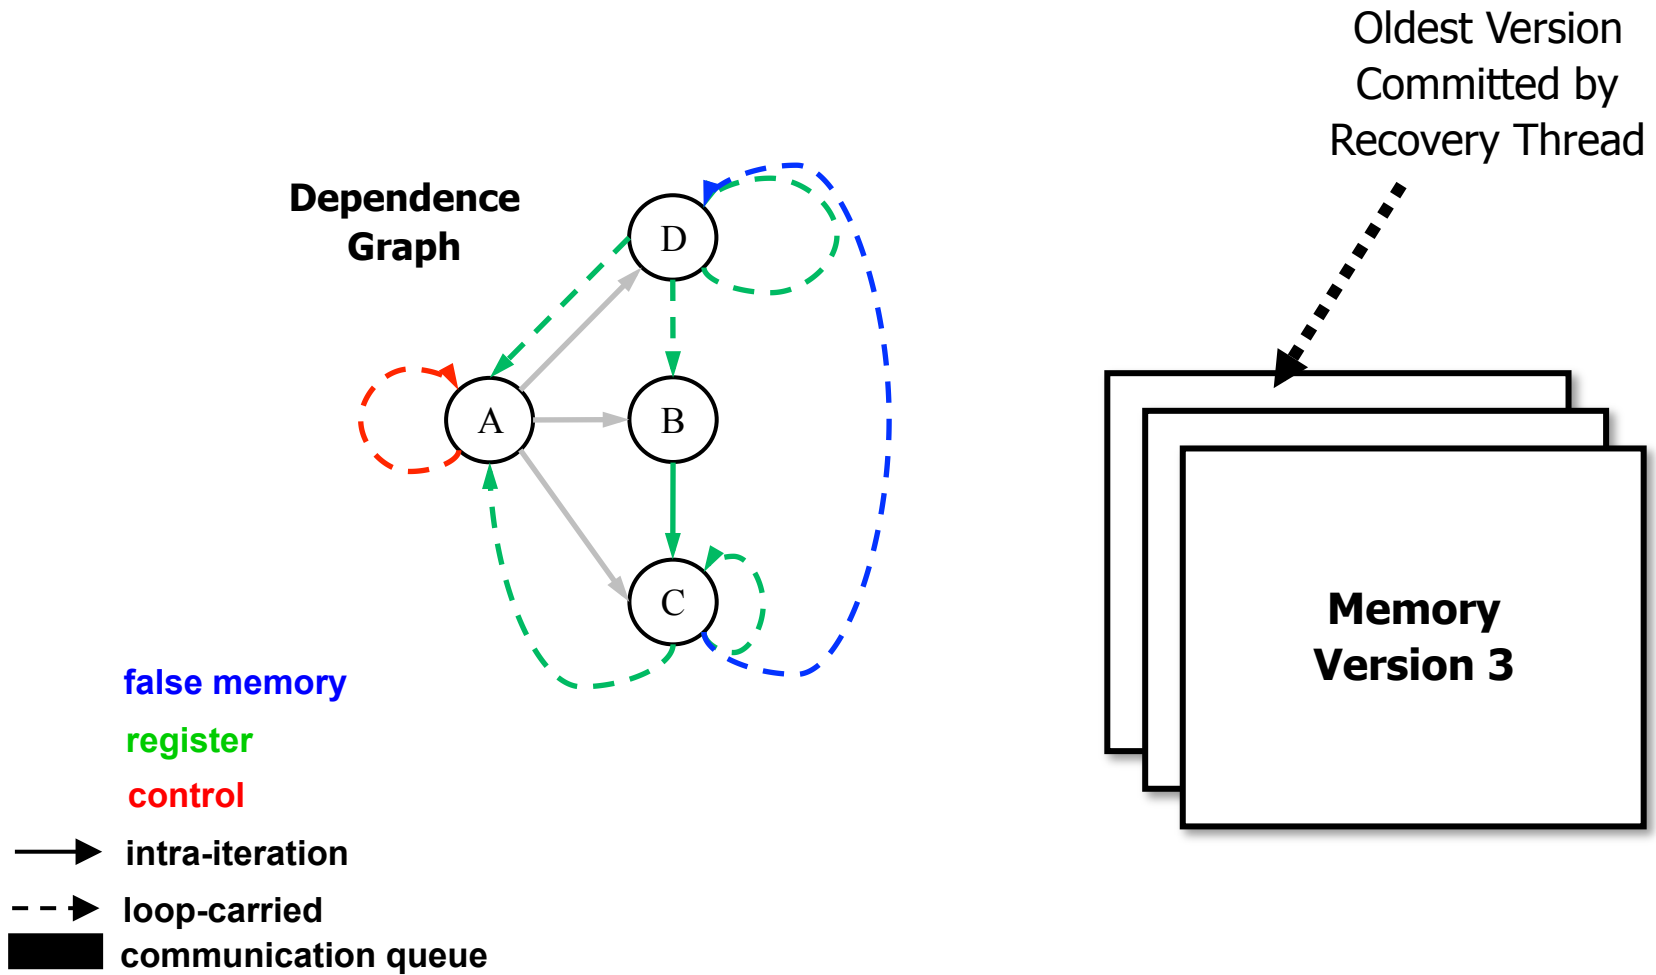 Oldest Version
Committed by
Recovery Thread
Dependence
Graph
D
A
B
C
Memory
Version 3
false memory
register
control
intra-iteration
loop-carried
communication queue